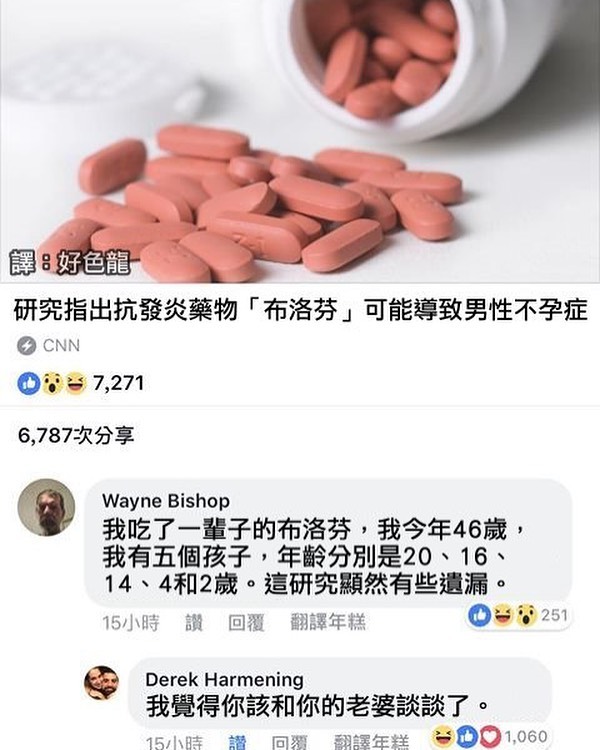 譯：好色龍
研究指出抗發炎藥物「布洛芬」可能導致男性不孕症
CNN
7,271
6,787次分享
Wayne Bishop
我吃了一輩子的布洛芬，我今年46歲，
我有五個孩子，年齡分別是20、16、
14、4和2歲。這研究顯然有些遺漏。
15小時 讚 回覆 翻譯年糕 251
Derek Harmening
我覺得你該和你的老婆談談了。
15小時 讚 回覆 翻譯年糕 1,060